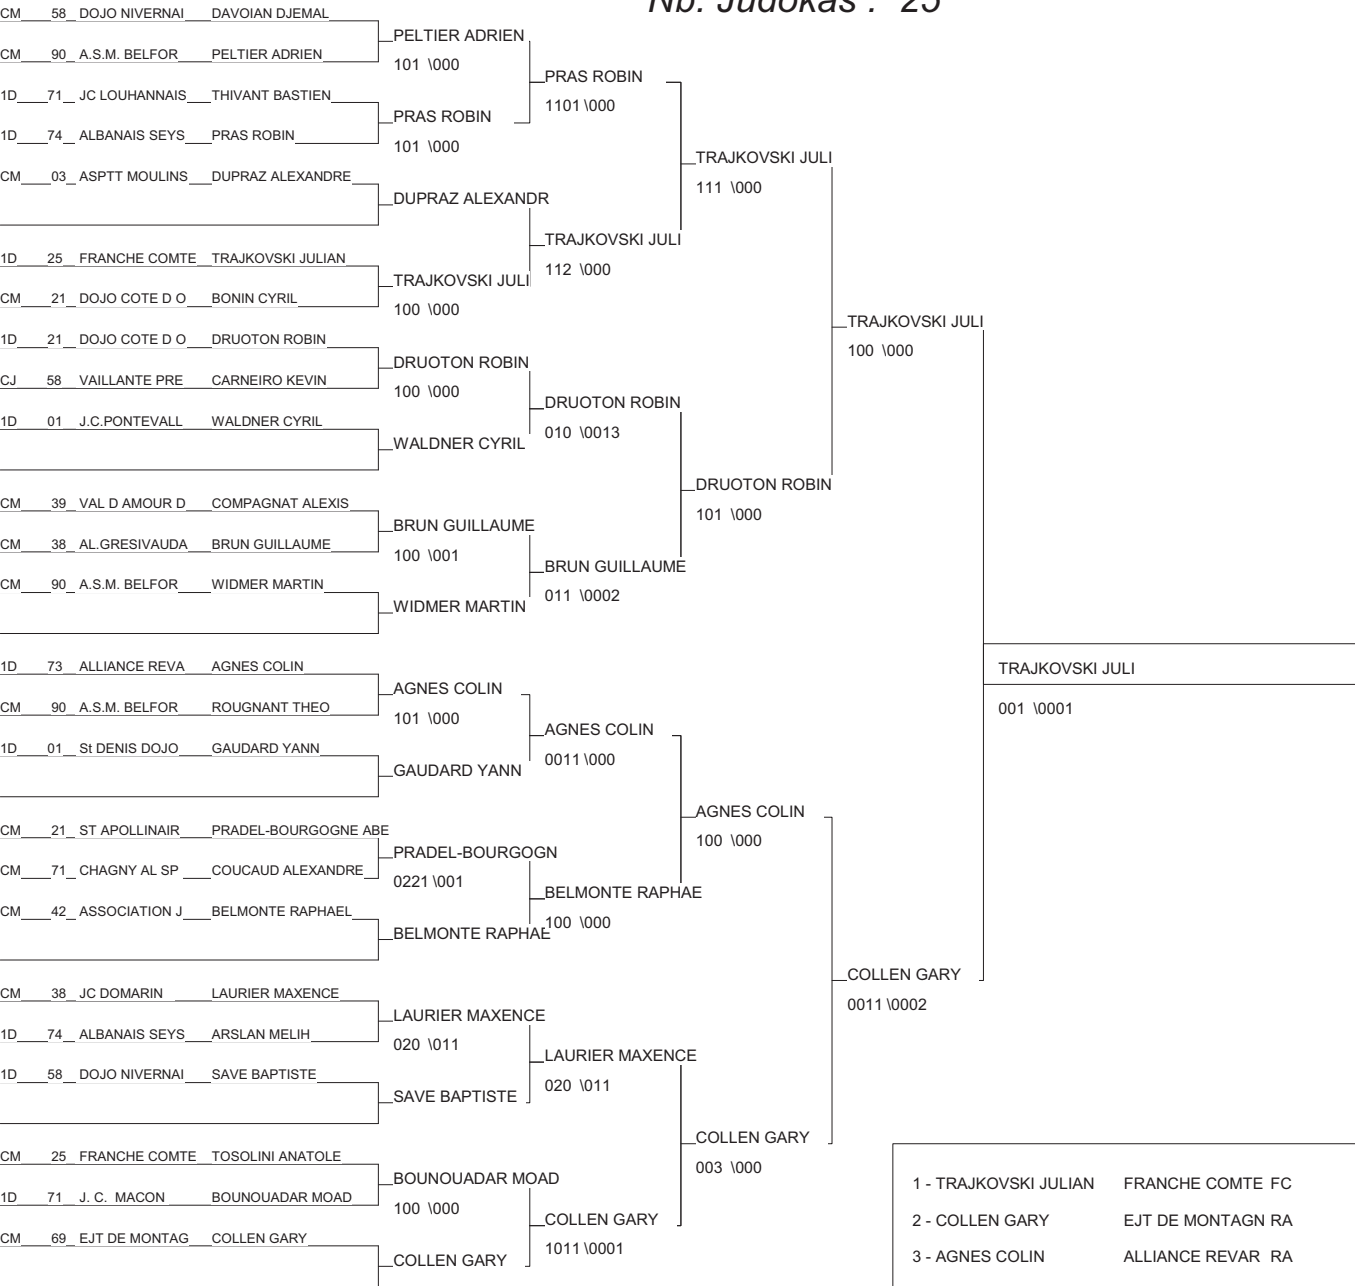 Nb. Judokas : 25
CM 58 DOJO NIVERNAI DAVOIAN DJEMAL
CM 90 A.S.M. BELFOR PELTIER ADRIEN
1D 71 JC LOUHANNAIS THIVANT BASTIEN
1D 74 ALBANAIS SEYS PRAS ROBIN
CM 03 ASPTT MOULINS DUPRAZ ALEXANDRE
1D 25 FRANCHE COMTE TRAJKOVSKI JULIAN
CM 21 DOJO COTE D O BONIN CYRIL
1D 21 DOJO COTE D O DRUOTON ROBIN
CJ 58 VAILLANTE PRE CARNEIRO KEVIN
1D 01 J.C.PONTEVALL WALDNER CYRIL
CM 39 VAL D AMOUR D COMPAGNAT ALEXIS
CM 38 AL.GRESIVAUDA BRUN GUILLAUME
CM 90 A.S.M. BELFOR WIDMER MARTIN
1D 73 ALLIANCE REVA AGNES COLIN
CM 90 A.S.M. BELFOR ROUGNANT THEO
1D 01 St DENIS DOJO GAUDARD YANN
CM 21 ST APOLLINAIR PRADEL-BOURGOGNE ABE
CM 71 CHAGNY AL SP COUCAUD ALEXANDRE
CM 42 ASSOCIATION J BELMONTE RAPHAEL
CM 38 JC DOMARIN LAURIER MAXENCE
1D 74 ALBANAIS SEYS ARSLAN MELIH
1D 58 DOJO NIVERNAI SAVE BAPTISTE
CM 25 FRANCHE COMTE TOSOLINI ANATOLE
1D 71 J. C. MACON BOUNOUADAR MOAD
CM 69 EJT DE MONTAG COLLEN GARY
PELTIER ADRIEN
101 \000
PRAS ROBIN
101 \000
DUPRAZ ALEXANDR
TRAJKOVSKI JULI
100 \000
DRUOTON ROBIN
100 \000
WALDNER CYRIL
BRUN GUILLAUME
100 \001
WIDMER MARTIN
AGNES COLIN
101 \000
GAUDARD YANN
PRADEL-BOURGOGN
0221 \001
BELMONTE RAPHAE
LAURIER MAXENCE
020 \011
SAVE BAPTISTE
BOUNOUADAR MOAD
100 \000
COLLEN GARY
PRAS ROBIN
1101 \000
TRAJKOVSKI JULI
112 \000
DRUOTON ROBIN
010 \0013
BRUN GUILLAUME
011 \0002
AGNES COLIN
0011 \000
BELMONTE RAPHAE
100 \000
LAURIER MAXENCE
020 \011
COLLEN GARY
1011 \0001
TRAJKOVSKI JULI
111 \000
DRUOTON ROBIN
101 \000
AGNES COLIN
100 \000
COLLEN GARY
003 \000
TRAJKOVSKI JULI
100 \000
COLLEN GARY
0011 \0002
TRAJKOVSKI JULI
001 \0001
1 - TRAJKOVSKI JULIAN FRANCHE COMTE FC
2 - COLLEN GARY EJT DE MONTAGN RA
3 - AGNES COLIN ALLIANCE REVAR RA